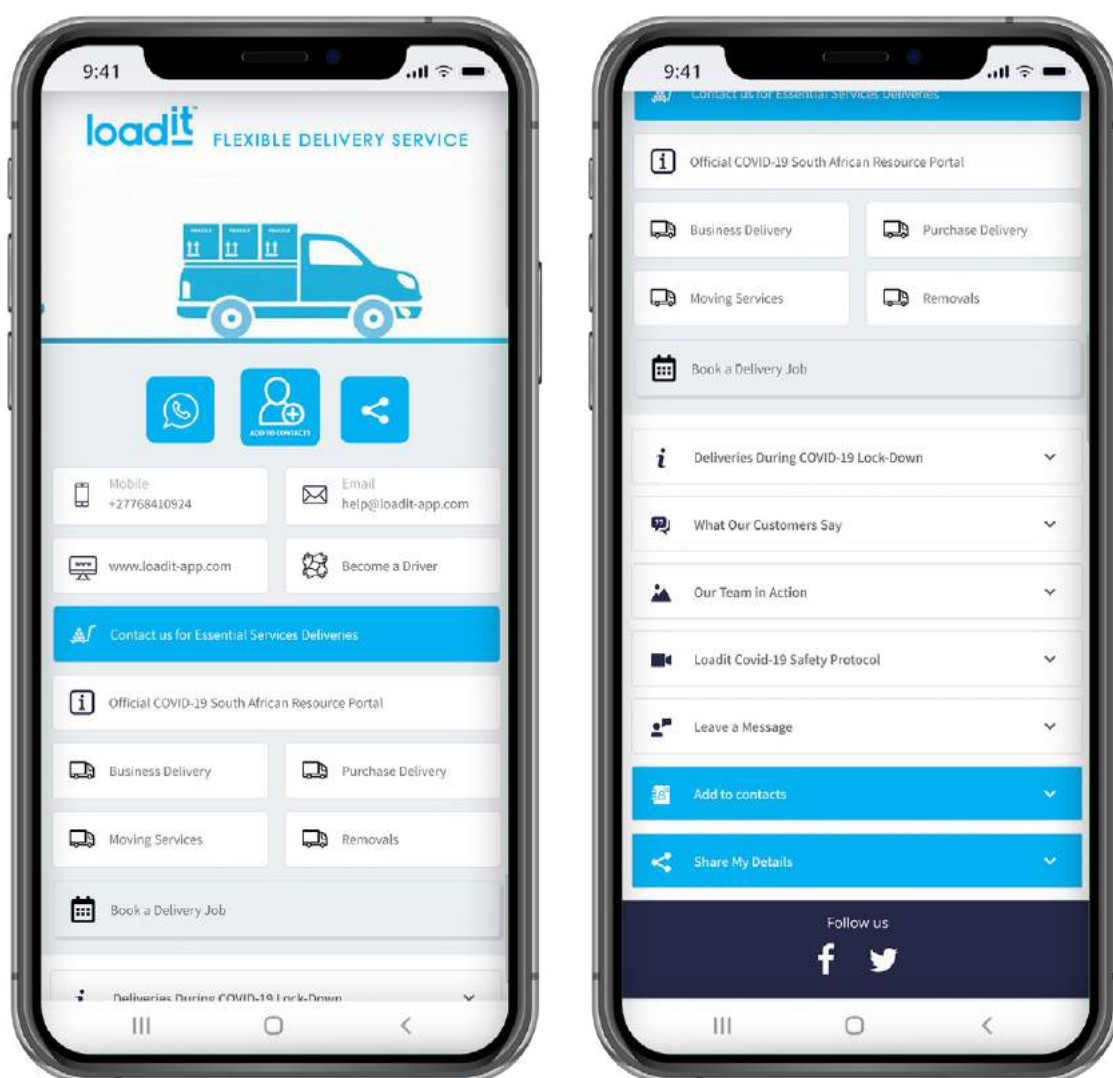 9:41
loadit™ FLEXIBLE DELIVERY SERVICE
FRAGILE FRAGILE FRAGILE
ADD TO CONTACTS
Mobile
+27768410924
Email
help@loadit-app.com
www.loadit-app.com
Become a Driver
Contact us for Essential Services Deliveries
Official COVID-19 South African Resource Portal
Business Delivery
Purchase Delivery
Moving Services
Removals
Book a Delivery Job
Deliveries During COVID-19 Lock-Down
9:41
Contact us for Essential Services Deliveries
Official COVID-19 South African Resource Portal
Business Delivery
Purchase Delivery
Moving Services
Removals
Book a Delivery Job
Deliveries During COVID-19 Lock-Down
What Our Customers Say
Our Team in Action
Loadit Covid-19 Safety Protocol
Leave a Message
Add to contacts
Share My Details
Follow us